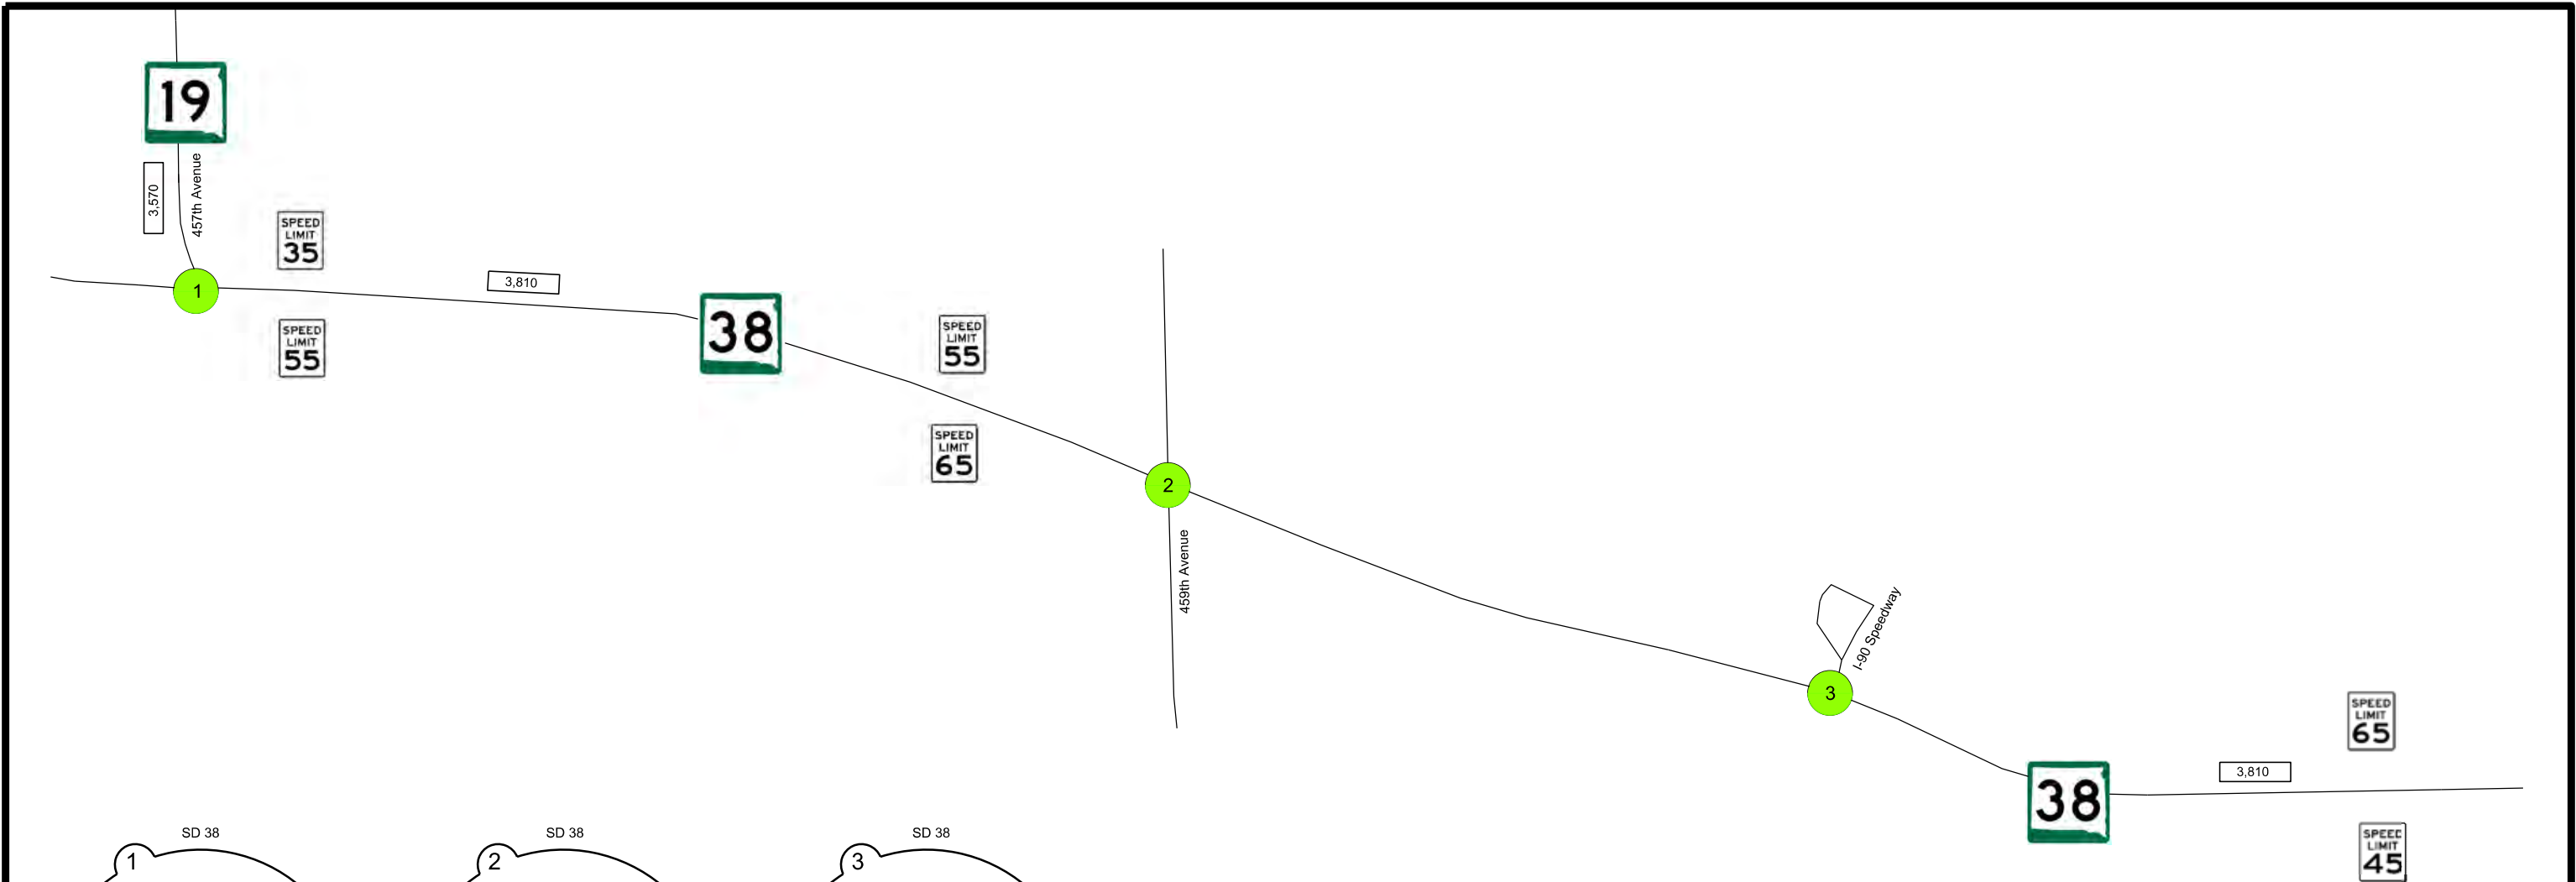 19
3,570
457th Avenue
SPEED
LIMIT
35
1
3,810
SPEED
LIMIT
55
38
SPEED
LIMIT
55
SPEED
LIMIT
65
2
459th Avenue
I-90 Speedway
3
SPEED
LIMIT
65
3,810
38
SPEED
LIMIT
45
SD 38
SD 38
SD 38
1
2
3